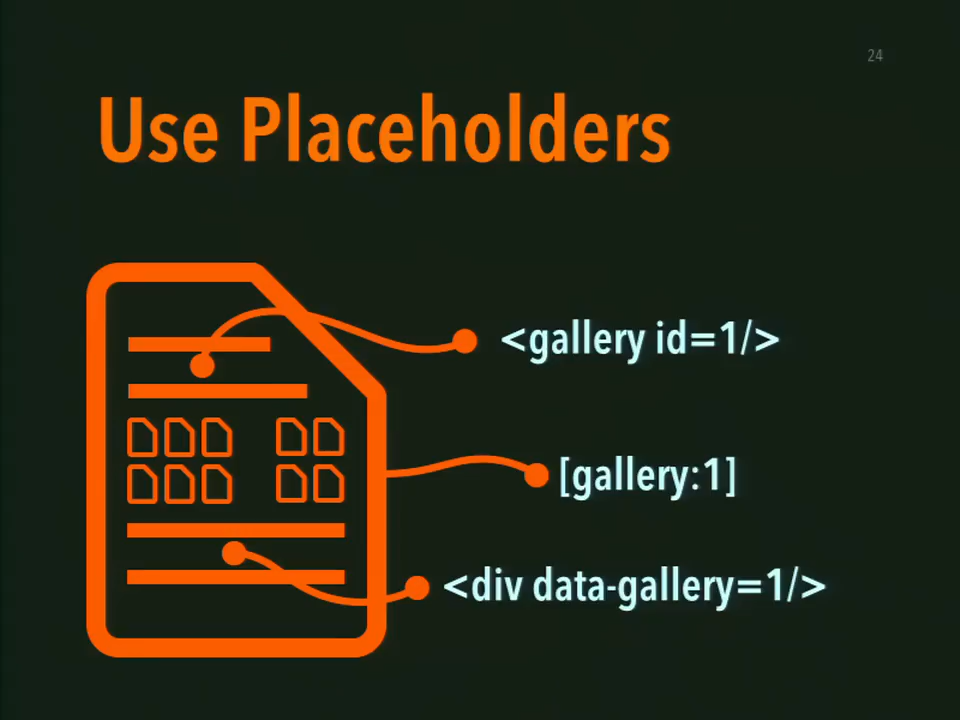 24
Use Placeholders
<gallery id=1/>
[gallery:1]
<div data-gallery=1/>